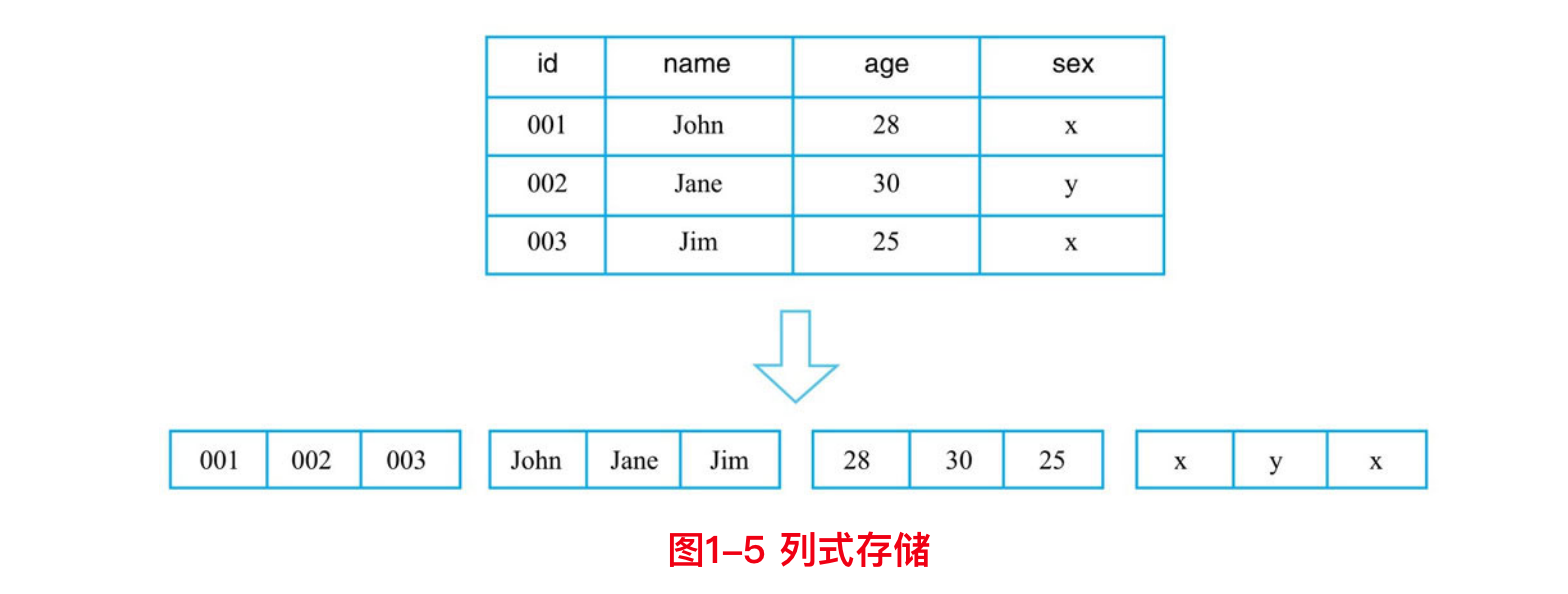 id name age sex
001 John 28 x
002 Jane 30 y
003 Jim 25 x
001 002 003 John Jane Jim 28 30 25 x y x
图1-5 列式存储